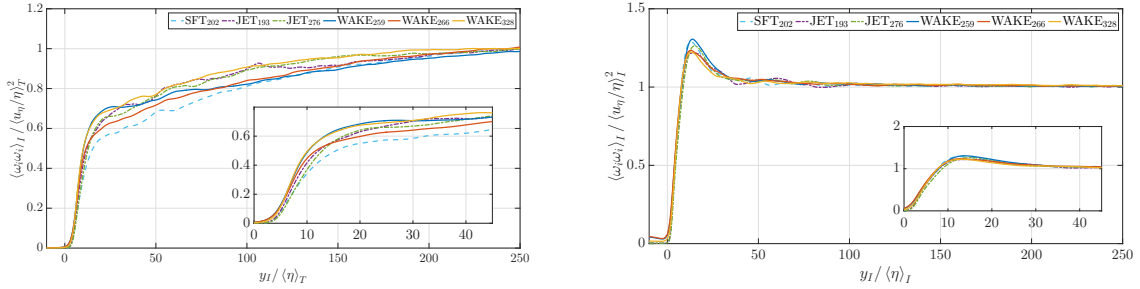 SFT202 JET193 JET276 WAKE259 WAKE266 WAKE328
1.2
1
0.8
0.6
0.4
0.2
0
⟨ωiωi⟩I / ⟨uη/η⟩²T
0.6
0.4
0.2
0
0 10 20 30 40
0 50 100 150 200 250
yI / ⟨η⟩T
SFT202 JET193 JET276 WAKE259 WAKE266 WAKE328
1.5
1
0.5
0
⟨ωiωi⟩I / ⟨uη/η⟩²I
2
1
0
0 10 20 30 40
0 50 100 150 200 250
yI / ⟨η⟩I